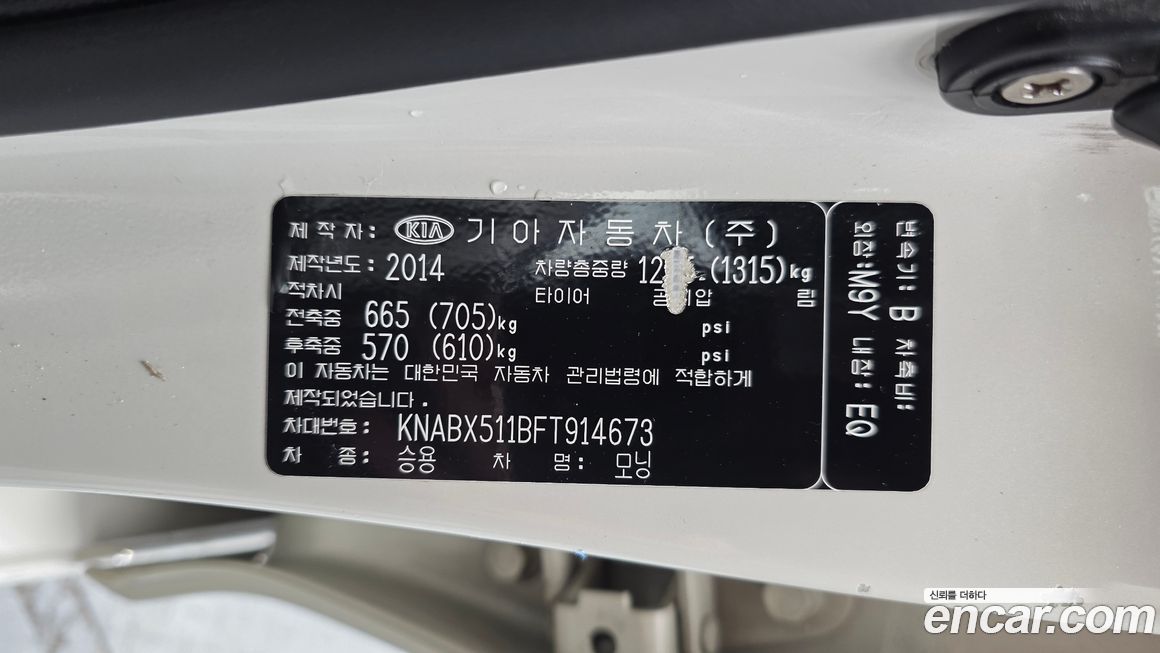 제작자: KIA 기아자동차(주)
제작년도: 2014 차량총중량 (1315)kg
적차시 타이어 림
전축중 665 (705)kg psi
후축중 570 (610)kg psi
이 자동차는 대한민국 자동차 관리법령에 적합하게
제작되었습니다.
차대번호: KNABX511BFT914673
차 종: 승용 차 명: 모닝
변속기: B 차축비:
외장:M9Y 내장: EQ
신뢰를 더하다
encar.com